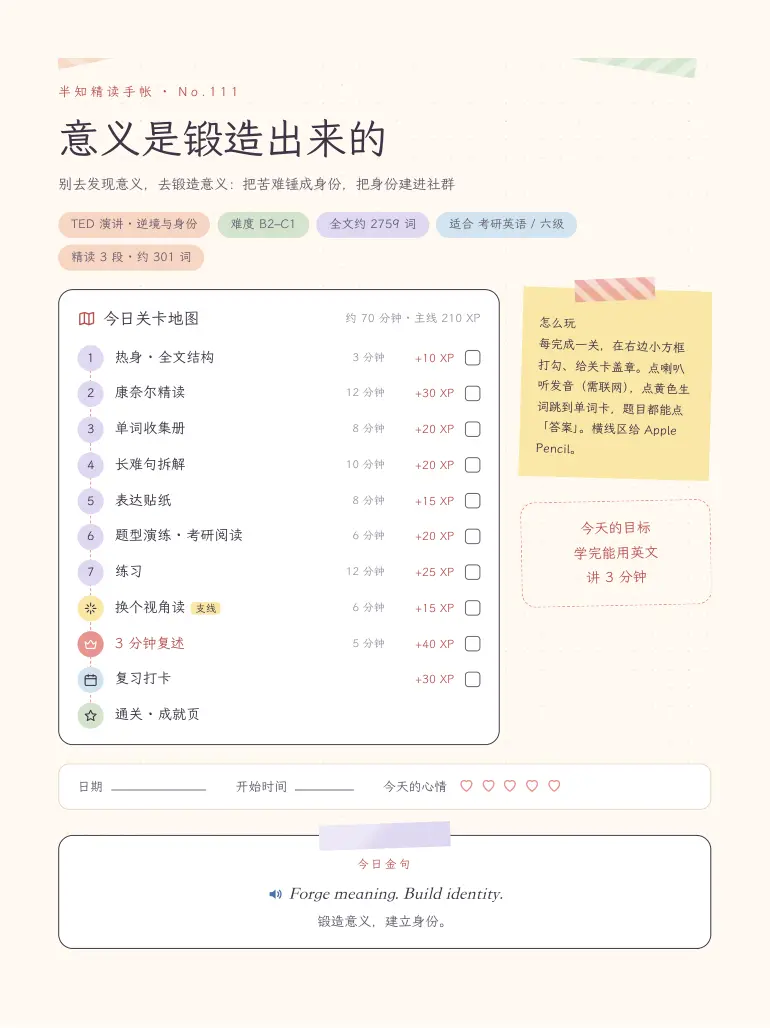 半知精读手帐 · No.111
意义是锻造出来的
别去发现意义，去锻造意义：把苦难锤成身份，把身份建进社群
TED 演讲 · 逆境与身份
难度 B2–C1
全文约 2759 词
适合 考研英语 / 六级
精读 3 段 · 约 301 词
今日关卡地图
约 70 分钟 · 主线 210 XP
1 热身 · 全文结构 3 分钟 +10 XP
2 康奈尔精读 12 分钟 +30 XP
3 单词收集册 8 分钟 +20 XP
4 长难句拆解 10 分钟 +20 XP
5 表达贴纸 8 分钟 +15 XP
6 题型演练 · 考研阅读 6 分钟 +20 XP
7 练习 12 分钟 +25 XP
换个视角读 支线 6 分钟 +15 XP
3 分钟复述 5 分钟 +40 XP
复习打卡 +30 XP
通关 · 成就页
怎么玩
每完成一关，在右边小方框
打勾、给关卡盖章。点喇叭
听发音（需联网），点黄色生
词跳到单词卡，题目都能点
「答案」。横线区给 Apple
Pencil。
今天的目标
学完能用英文
讲 3 分钟
日期
开始时间
今天的心情
今日金句
Forge meaning. Build identity.
锻造意义，建立身份。